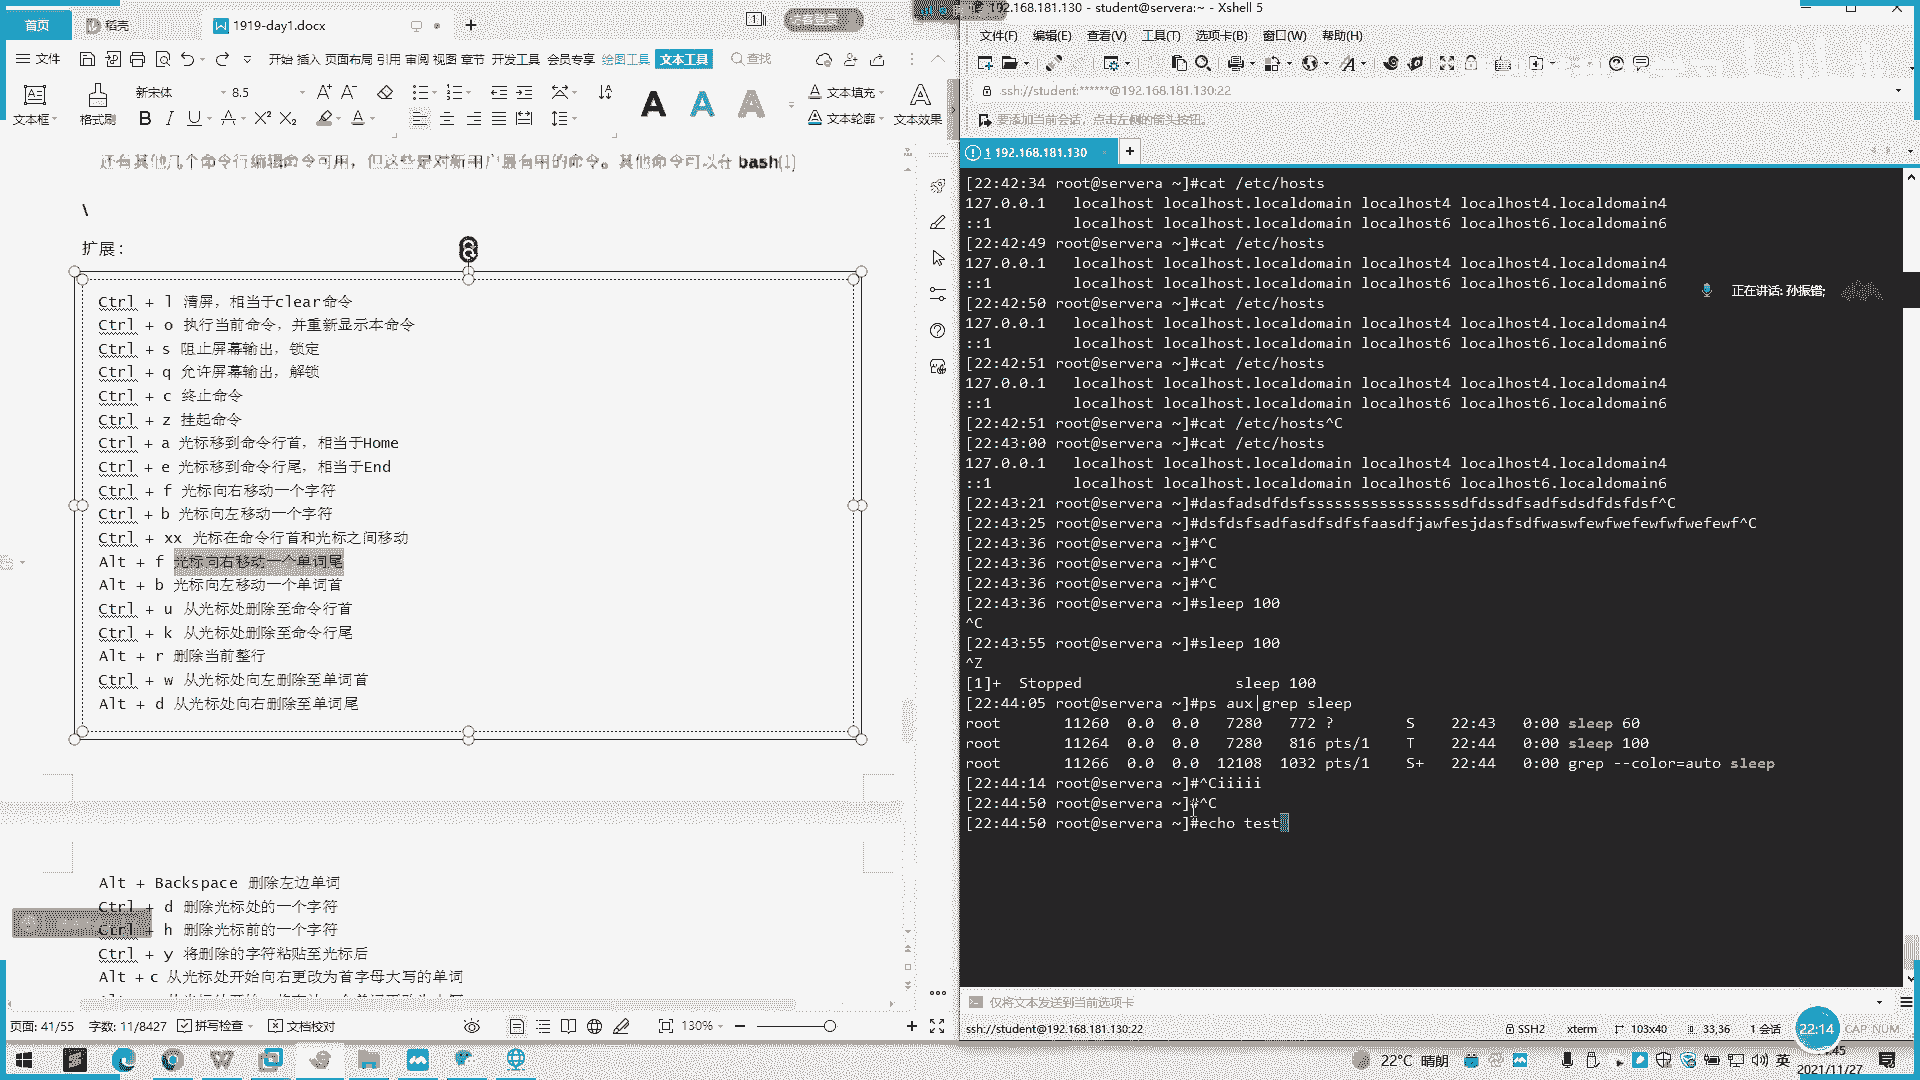 首页
稻壳
1919-day1.docx
文件
开始 插入 页面布局 引用 审阅 视图 章节 开发工具 会员专享 绘图工具 文本工具 查找
文本框
格式刷
新宋体
8.5
文本填充
文本轮廓
文本效果
还有其他几个命令行编辑命令可用，但这些是对新用户最有用的命令。其他命令可以在 bash(1)
\
扩展：
Ctrl + l 清屏，相当于clear命令
Ctrl + o 执行当前命令，并重新显示本命令
Ctrl + s 阻止屏幕输出，锁定
Ctrl + q 允许屏幕输出，解锁
Ctrl + c 终止命令
Ctrl + z 挂起命令
Ctrl + a 光标移到命令行首，相当于Home
Ctrl + e 光标移到命令行尾，相当于End
Ctrl + f 光标向右移动一个字符
Ctrl + b 光标向左移动一个字符
Ctrl + xx 光标在命令行首和光标之间移动
Alt + f 光标向右移动一个单词尾
Alt + b 光标向左移动一个单词首
Ctrl + u 从光标处删除至命令行首
Ctrl + k 从光标处删除至命令行尾
Alt + r 删除当前整行
Ctrl + w 从光标处向左删除至单词首
Alt + d 从光标处向右删除至单词尾
Alt + Backspace 删除左边单词
Ctrl + d 删除光标处的一个字符
Ctrl + h 删除光标前的一个字符
Ctrl + y 将删除的字符粘贴至光标后
Alt + c 从光标处开始向右更改为首字母大写的单词
页面: 41/55 字数: 11/8427 拼写检查 文档校对
130%
192.168.181.130 - student@servera:~ - Xshell 5
文件(F) 编辑(E) 查看(V) 工具(T) 选项卡(B) 窗口(W) 帮助(H)
ssh://student:******@192.168.181.130:22
要添加当前会话，点击左侧的箭头按钮。
1 192.168.181.130
[22:42:34 root@servera ~]#cat /etc/hosts
127.0.0.1   localhost localhost.localdomain localhost4 localhost4.localdomain4
::1         localhost localhost.localdomain localhost6 localhost6.localdomain6
[22:42:49 root@servera ~]#cat /etc/hosts
127.0.0.1   localhost localhost.localdomain localhost4 localhost4.localdomain4
::1         localhost localhost.localdomain localhost6 localhost6.localdomain6
[22:42:50 root@servera ~]#cat /etc/hosts
127.0.0.1   localhost localhost.localdomain localhost4 localhost4.localdomain4
::1         localhost localhost.localdomain localhost6 localhost6.localdomain6
[22:42:51 root@servera ~]#cat /etc/hosts
127.0.0.1   localhost localhost.localdomain localhost4 localhost4.localdomain4
::1         localhost localhost.localdomain localhost6 localhost6.localdomain6
[22:42:51 root@servera ~]#cat /etc/hosts^C
[22:43:00 root@servera ~]#cat /etc/hosts
127.0.0.1   localhost localhost.localdomain localhost4 localhost4.localdomain4
::1         localhost localhost.localdomain localhost6 localhost6.localdomain6
[22:43:21 root@servera ~]#dasfadsdfdsfsssssssssssssssssdfdssdfsadfsdsdfdsfdsf^C
[22:43:25 root@servera ~]#dsfdsfsadfasdfsdfsfaasdfjawfesjdasfsdfwaswfewfwefewfwfwefewf^C
[22:43:36 root@servera ~]#^C
[22:43:36 root@servera ~]#^C
[22:43:36 root@servera ~]#^C
[22:43:36 root@servera ~]#sleep 100
^C
[22:43:55 root@servera ~]#sleep 100
^Z
[1]+  Stopped                 sleep 100
[22:44:05 root@servera ~]#ps aux|grep sleep
root       11260  0.0  0.0   7280   772 ?        S    22:43   0:00 sleep 60
root       11264  0.0  0.0   7280   816 pts/1    T    22:44   0:00 sleep 100
root       11266  0.0  0.0  12108  1032 pts/1    S+   22:44   0:00 grep --color=auto sleep
[22:44:14 root@servera ~]#^Ciiiii
[22:44:50 root@servera ~]#^C
[22:44:50 root@servera ~]#echo test
正在讲话: 孙振锴;
仅将文本发送到当前选项卡
ssh://student@192.168.181.130:22
SSH2 xterm 103x40 33,36 1 会话 CAP NUM
22:14
22°C 晴朗
英
2021/11/27